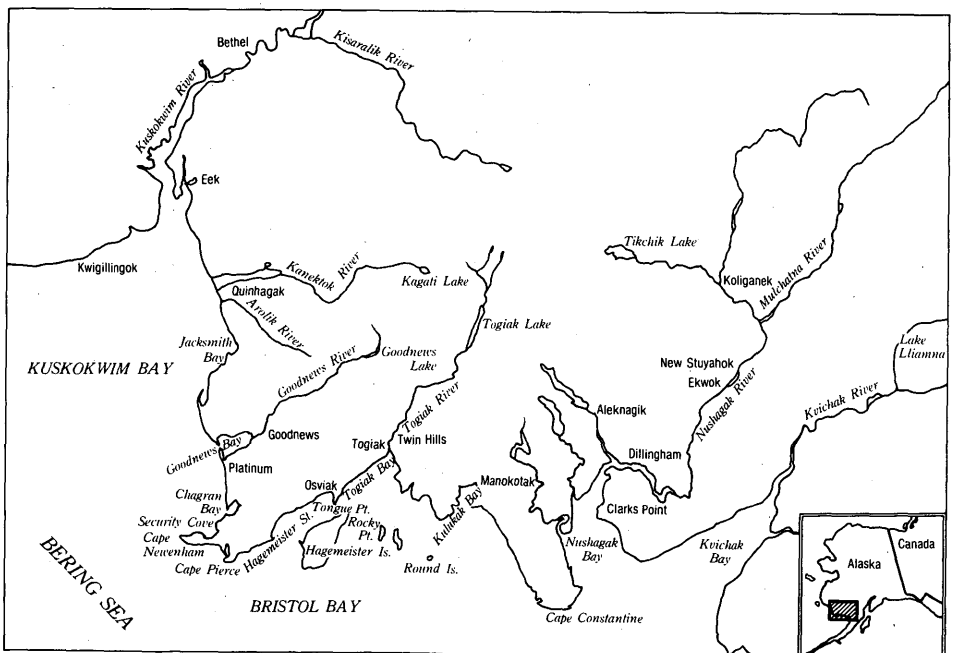 Bethel
Kisaralik River
Kuskokwim River
Eek
Kwigillingok
Kanektok River
Kagati Lake
Tikchik Lake
Koliganek
Mulchatna River
Quinhagak
Arolik River
Togiak Lake
Jacksmith
Bay
Goodnews River
Goodnews
Lake
Lake
Lliamna
KUSKOKWIM BAY
New Stuyahok
Ekwok
Nushagak River
Kvichak River
Togiak River
Aleknagik
Goodnews Bay
Goodnews
Togiak
Twin Hills
Dillingham
Platinum
Osviak
Togiak Bay
Manokotak
Clarks Point
Chagran
Bay
Tongue Pt.
Kulukak Bay
Security Cove
Rocky
Pt.
Cape
Newenham
Hagemeister St.
Hagemeister Is.
Nushagak
Bay
Kvichak
Bay
Cape Pierce
Round Is.
BERING SEA
BRISTOL BAY
Cape Constantine
Alaska
Canada